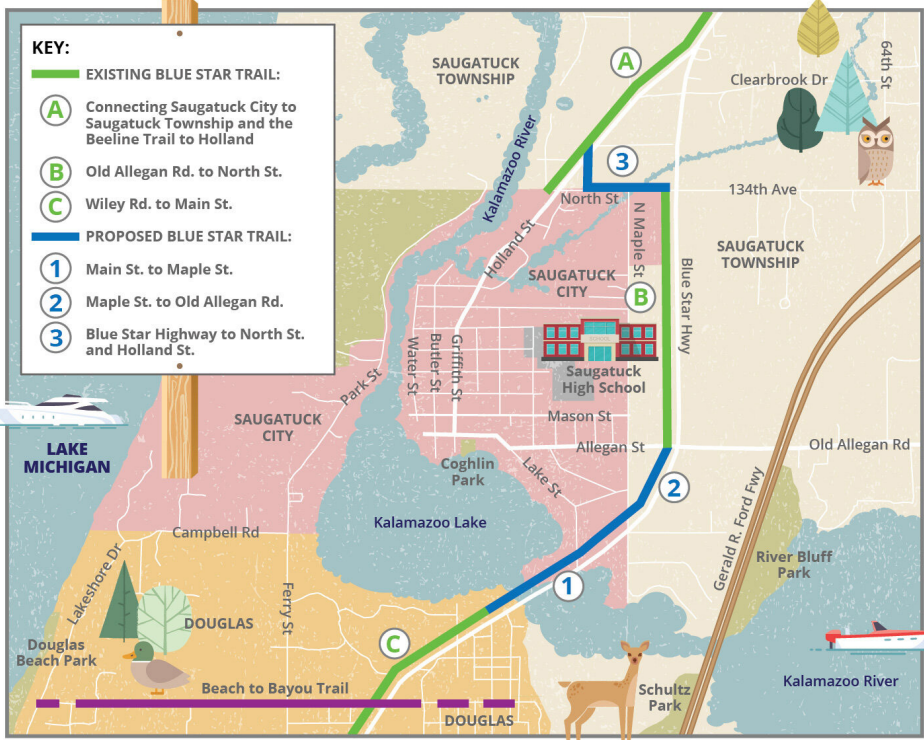 KEY:
EXISTING BLUE STAR TRAIL:
A
Connecting Saugatuck City to
Saugatuck Township and the
Beeline Trail to Holland
B
Old Allegan Rd. to North St.
C
Wiley Rd. to Main St.
PROPOSED BLUE STAR TRAIL:
1
Main St. to Maple St.
2
Maple St. to Old Allegan Rd.
3
Blue Star Highway to North St.
and Holland St.
SAUGATUCK
TOWNSHIP
A
64th St
Clearbrook Dr
Kalamazoo River
3
134th Ave
North St
N Maple St
Holland St
SAUGATUCK
TOWNSHIP
SAUGATUCK
CITY
B
Blue Star Hwy
Water St
Butler St
Griffith St
Saugatuck
High School
Park St
SAUGATUCK
CITY
Mason St
LAKE
MICHIGAN
Allegan St
Old Allegan Rd
Coghlin
Park
Lake St
2
Gerald R. Ford Fwy
Kalamazoo Lake
Campbell Rd
River Bluff
Park
Lakeshore Dr
1
Ferry St
DOUGLAS
C
Douglas
Beach Park
Beach to Bayou Trail
Schultz
Park
Kalamazoo River
DOUGLAS